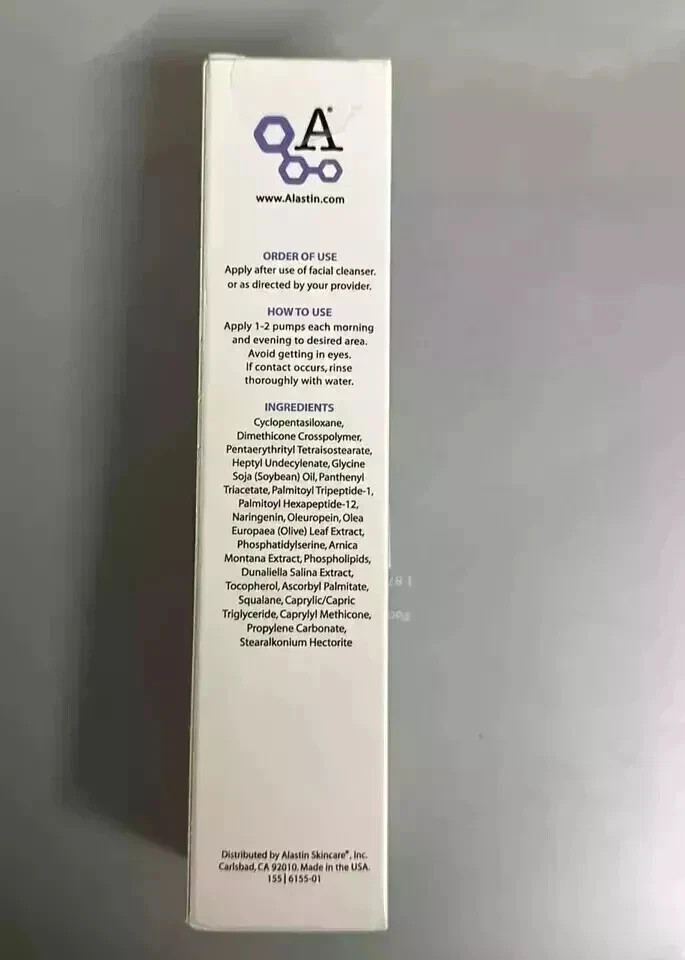 A®
www.Alastin.com
ORDER OF USE
Apply after use of facial cleanser.
or as directed by your provider.
HOW TO USE
Apply 1-2 pumps each morning
and evening to desired area.
Avoid getting in eyes.
If contact occurs, rinse
thoroughly with water.
INGREDIENTS
Cyclopentasiloxane,
Dimethicone Crosspolymer,
Pentaerythrityl Tetraisostearate,
Heptyl Undecylenate, Glycine
Soja (Soybean) Oil, Panthenyl
Triacetate, Palmitoyl Tripeptide-1,
Palmitoyl Hexapeptide-12,
Naringenin, Oleuropein, Olea
Europaea (Olive) Leaf Extract,
Phosphatidylserine, Arnica
Montana Extract, Phospholipids,
Dunaliella Salina Extract,
Tocopherol, Ascorbyl Palmitate,
Squalane, Caprylic/Capric
Triglyceride, Caprylyl Methicone,
Propylene Carbonate,
Stearalkonium Hectorite
Distributed by Alastin Skincare®, Inc.
Carlsbad, CA 92010. Made in the USA.
155 | 6155-01